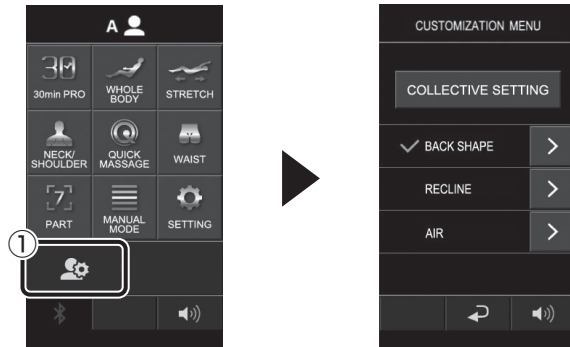 A
30min PRO
WHOLE
BODY
STRETCH
NECK/
SHOULDER
QUICK
MASSAGE
WAIST
7
PART
MANUAL
MODE
SETTING
①
CUSTOMIZATION MENU
COLLECTIVE SETTING
BACK SHAPE
RECLINE
AIR